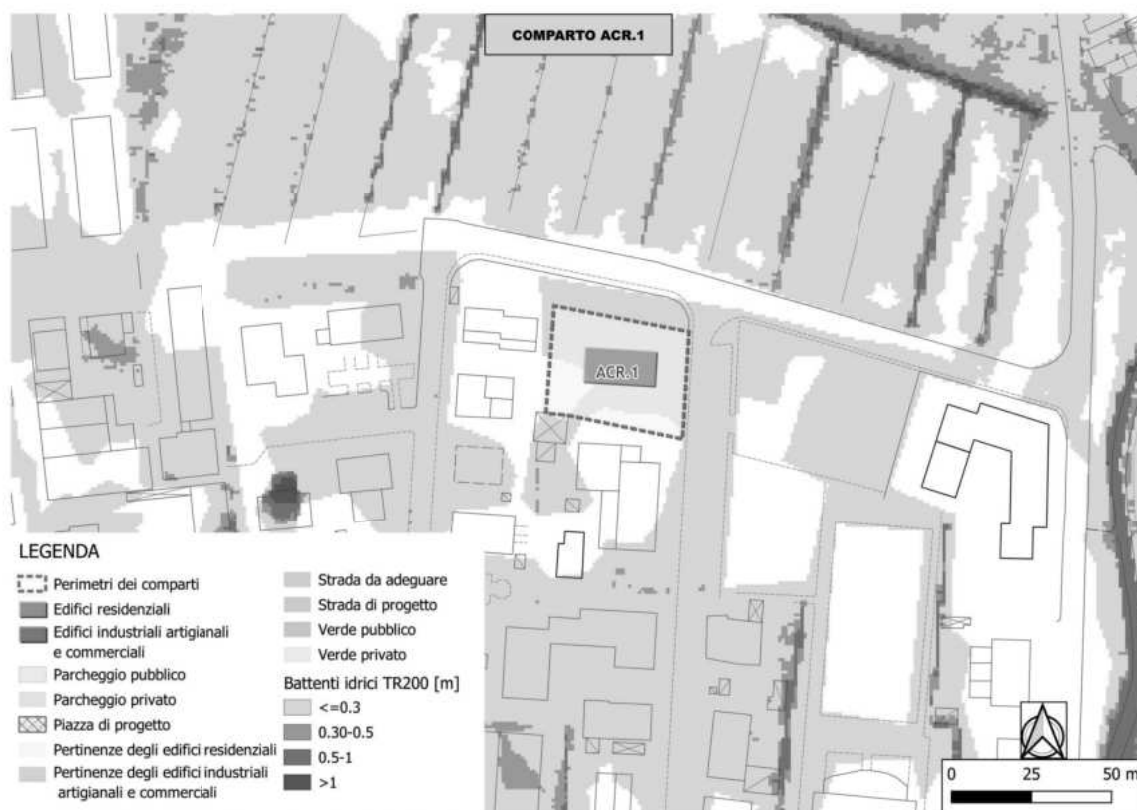 COMPARTO ACR.1
ACR.1
LEGENDA
Perimetri dei comparti
Edifici residenziali
Edifici industriali artigianali
e commerciali
Parcheggio pubblico
Parcheggio privato
Piazza di progetto
Pertinenze degli edifici residenziali
Pertinenze degli edifici industriali
artigianali e commerciali
Strada da adeguare
Strada di progetto
Verde pubblico
Verde privato
Battenti idrici TR200 [m]
<=0.3
0.30-0.5
0.5-1
>1
0 25 50 m